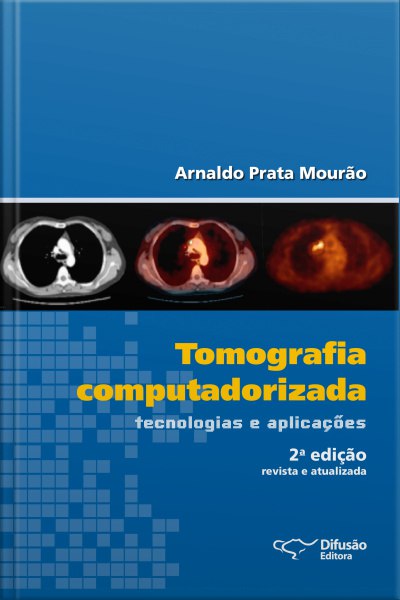 Arnaldo Prata Mourão
Tomografia
computadorizada
tecnologias e aplicações
2ª edição
revista e atualizada
Difusão
Editora